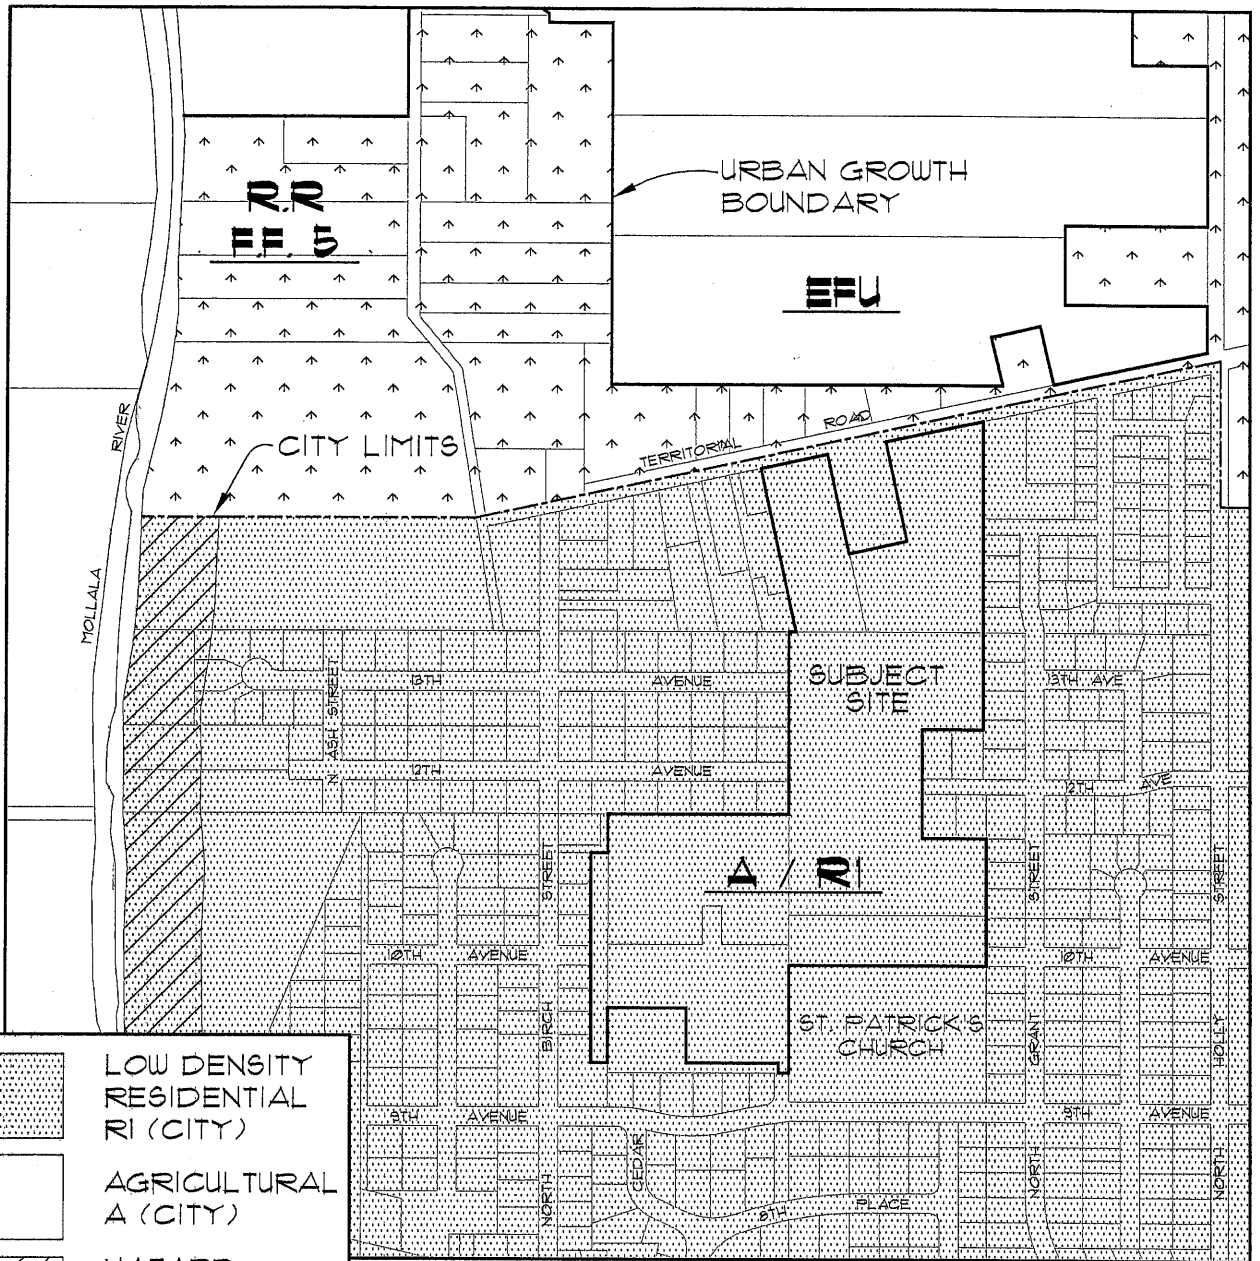 R.R
F.F. 5
URBAN GROWTH
BOUNDARY
EFU
RIVER
CITY LIMITS
TERRITORIAL
ROAD
MOLLALA
SUBJECT
SITE
13TH
AVENUE
13TH AVE
N. ASH STREET
12TH
AVENUE
12TH
AVE
A / R1
STREET
STREET
STREET
10TH
AVENUE
10TH
AVENUE
BIRCH
ST. PATRICK'S
CHURCH
GRANT
HOLLY
LOW DENSITY
RESIDENTIAL
R1 (CITY)
9TH
AVENUE
9TH
AVENUE
CEDAR
NORTH
NORTH
NORTH
8TH
PLACE
AGRICULTURAL
A (CITY)